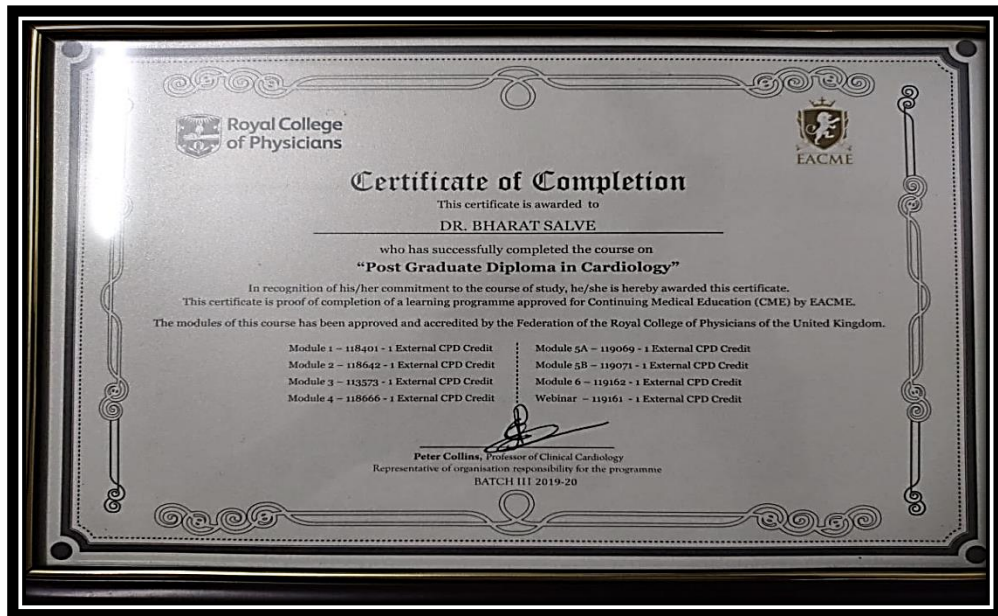 Royal College
of Physicians
EACME
Certificate of Completion
This certificate is awarded to
DR. BHARAT SALVE
who has successfully completed the course on
“Post Graduate Diploma in Cardiology”
In recognition of his/her commitment to the course of study, he/she is hereby awarded this certificate.
This certificate is proof of completion of a learning programme approved for Continuing Medical Education (CME) by EACME.
The modules of this course has been approved and accredited by the Federation of the Royal College of Physicians of the United Kingdom.
Module 1 – 118401 - 1 External CPD Credit
Module 2 – 118642 - 1 External CPD Credit
Module 3 – 113573 - 1 External CPD Credit
Module 4 – 118666 - 1 External CPD Credit
Module 5A – 119069 - 1 External CPD Credit
Module 5B – 119071 - 1 External CPD Credit
Module 6 – 119162 - 1 External CPD Credit
Webinar – 119161 - 1 External CPD Credit
Peter Collins, Professor of Clinical Cardiology
Representative of organisation responsibility for the programme
BATCH III 2019-20